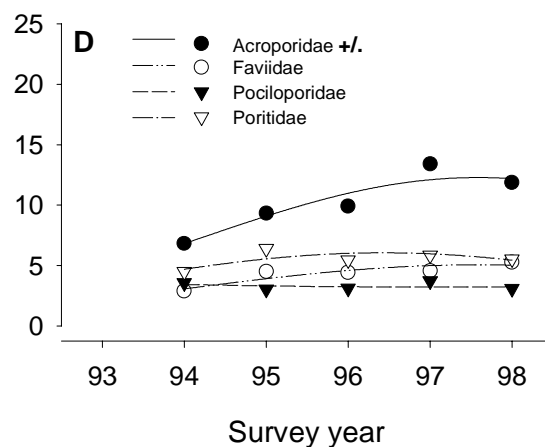 25
20
15
10
5
0
D
Acroporidae +/.
Faviidae
Pociloporidae
Poritidae
93 94 95 96 97 98
Survey year